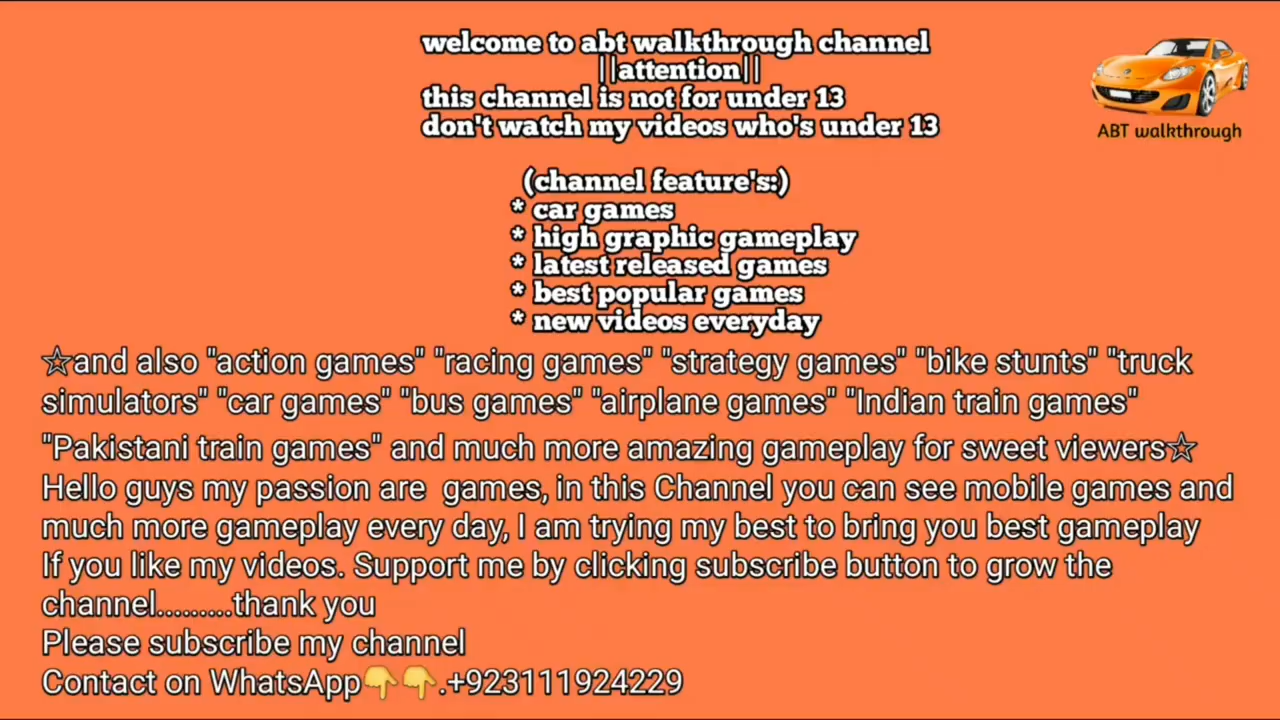 welcome to abt walkthrough channel
||attention||
this channel is not for under 13
don't watch my videos who's under 13
ABT walkthrough
(channel feature's:)
* car games
* high graphic gameplay
* latest released games
* best popular games
* new videos everyday
☆and also "action games" "racing games" "strategy games" "bike stunts" "truck
simulators" "car games" "bus games" "airplane games" "Indian train games"
"Pakistani train games" and much more amazing gameplay for sweet viewers☆
Hello guys my passion are  games, in this Channel you can see mobile games and
much more gameplay every day, I am trying my best to bring you best gameplay
If you like my videos. Support me by clicking subscribe button to grow the
channel.........thank you
Please subscribe my channel
Contact on WhatsApp👇👇.+923111924229